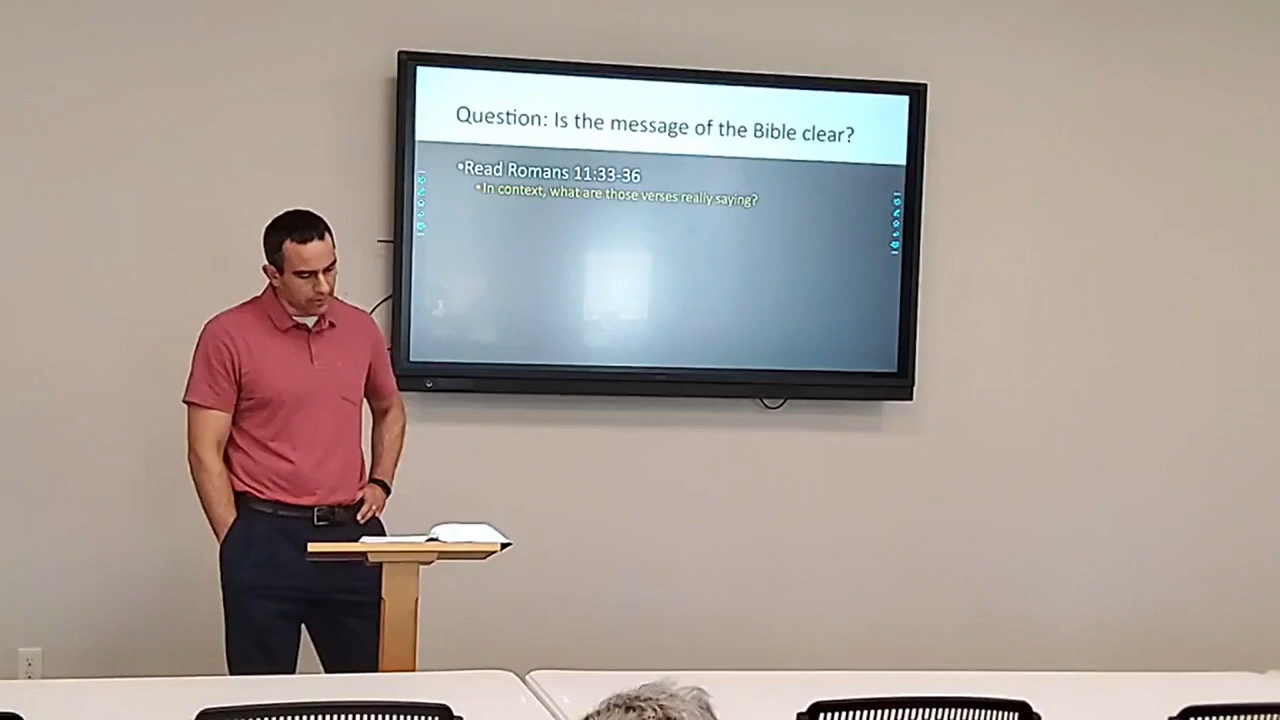 Question: Is the message of the Bible clear?
•Read Romans 11:33-36
•In context, what are those verses really saying?